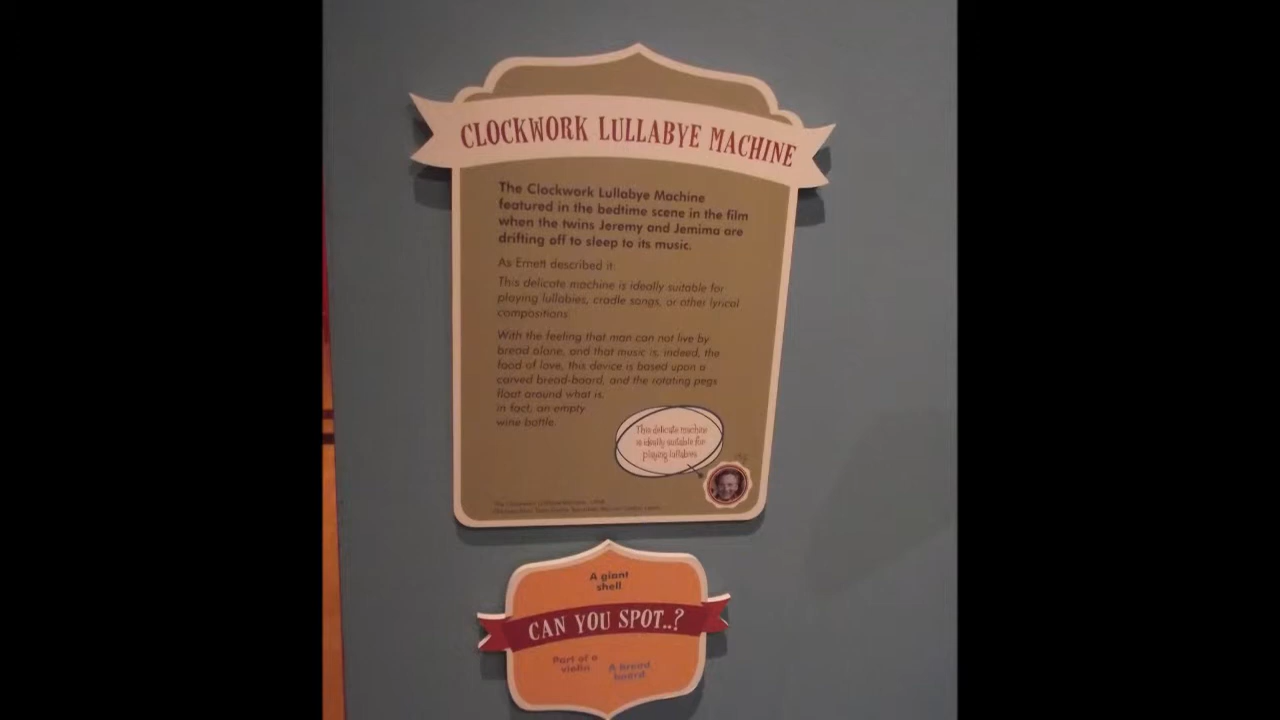 CLOCKWORK LULLABYE MACHINE
The Clockwork Lullabye Machine
featured in the bedtime scene in the film
when the twins Jeremy and Jemima are
drifting off to sleep to its music.
As Emett described it:
This delicate machine is ideally suitable for
playing lullabies, cradle songs, or other lyrical
compositions.
With the feeling that man can not live by
bread alone, and that music is, indeed, the
food of love, this device is based upon a
carved bread-board, and the rotating pegs
float around what is,
in fact, an empty
wine bottle.
This delicate machine
is ideally suitable for
playing lullabies
A giant
shell
CAN YOU SPOT..?
Part of a
violin
A bread
board